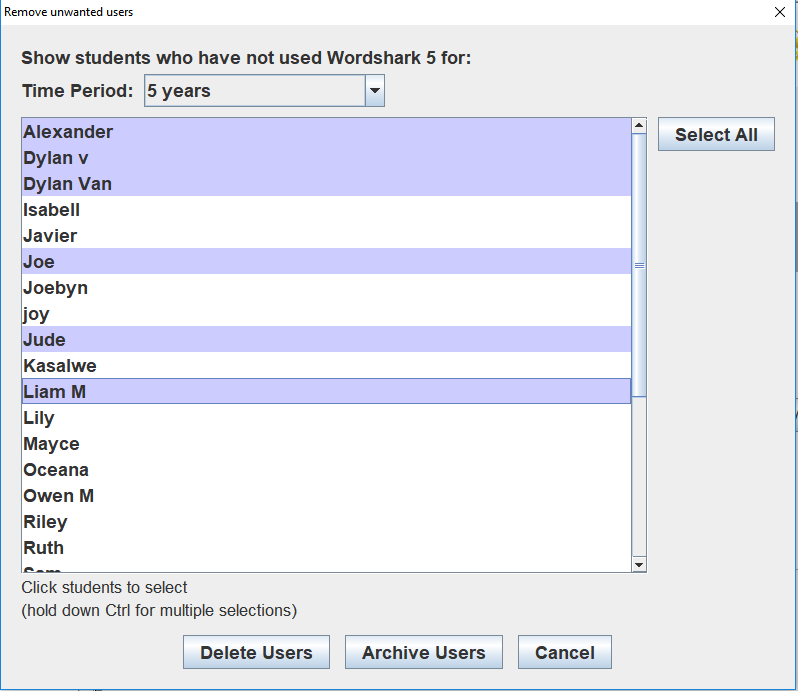 Remove unwanted users
Show students who have not used Wordshark 5 for:
Time Period: 5 years
Select All
Alexander
Dylan v
Dylan Van
Isabell
Javier
Joe
Joebyn
joy
Jude
Kasalwe
Liam M
Lily
Mayce
Oceana
Owen M
Riley
Ruth
Click students to select
(hold down Ctrl for multiple selections)
Delete Users Archive Users Cancel